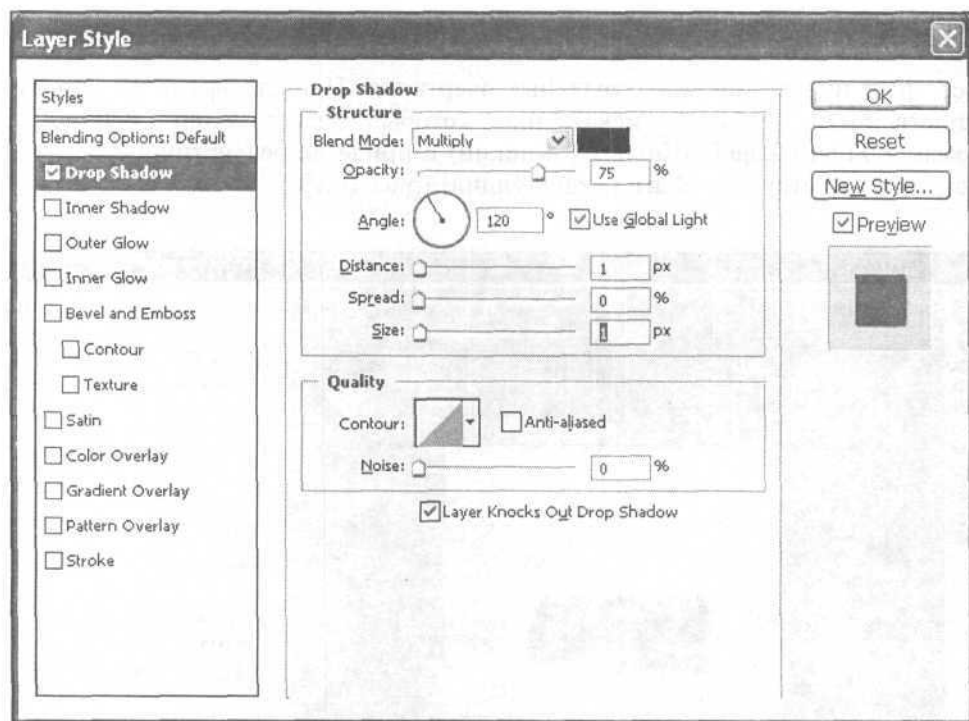 Layer Style
Styles
Blending Options: Default
Drop Shadow
Inner Shadow
Outer Glow
Inner Glow
Bevel and Emboss
Contour
Texture
Satin
Color Overlay
Gradient Overlay
Pattern Overlay
Stroke
Drop Shadow
Structure
Blend Mode: Multiply
Opacity: 75 %
Angle: 120 ° Use Global Light
Distance: 1 px
Spread: 0 %
Size: 1 px
Quality
Contour: Anti-aliased
Noise: 0 %
Layer Knocks Out Drop Shadow
OK
Reset
New Style...
Preview